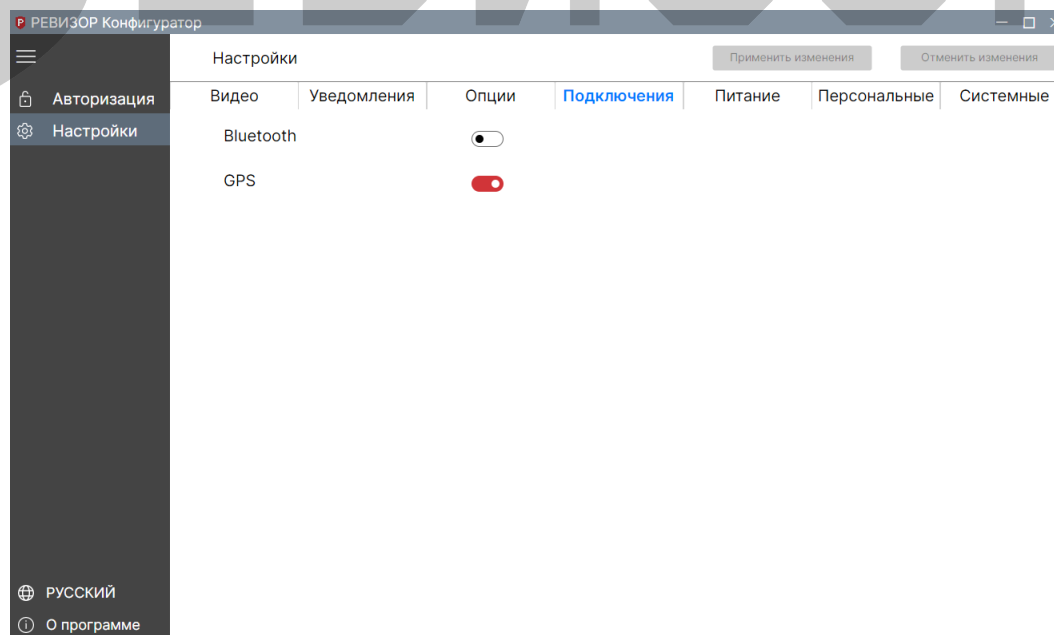 РЕВИЗОР Конфигуратор
Настройки
Применить изменения
Отменить изменения
Авторизация
Настройки
Видео
Уведомления
Опции
Подключения
Питание
Персональные
Системные
Bluetooth
GPS
РУССКИЙ
О программе